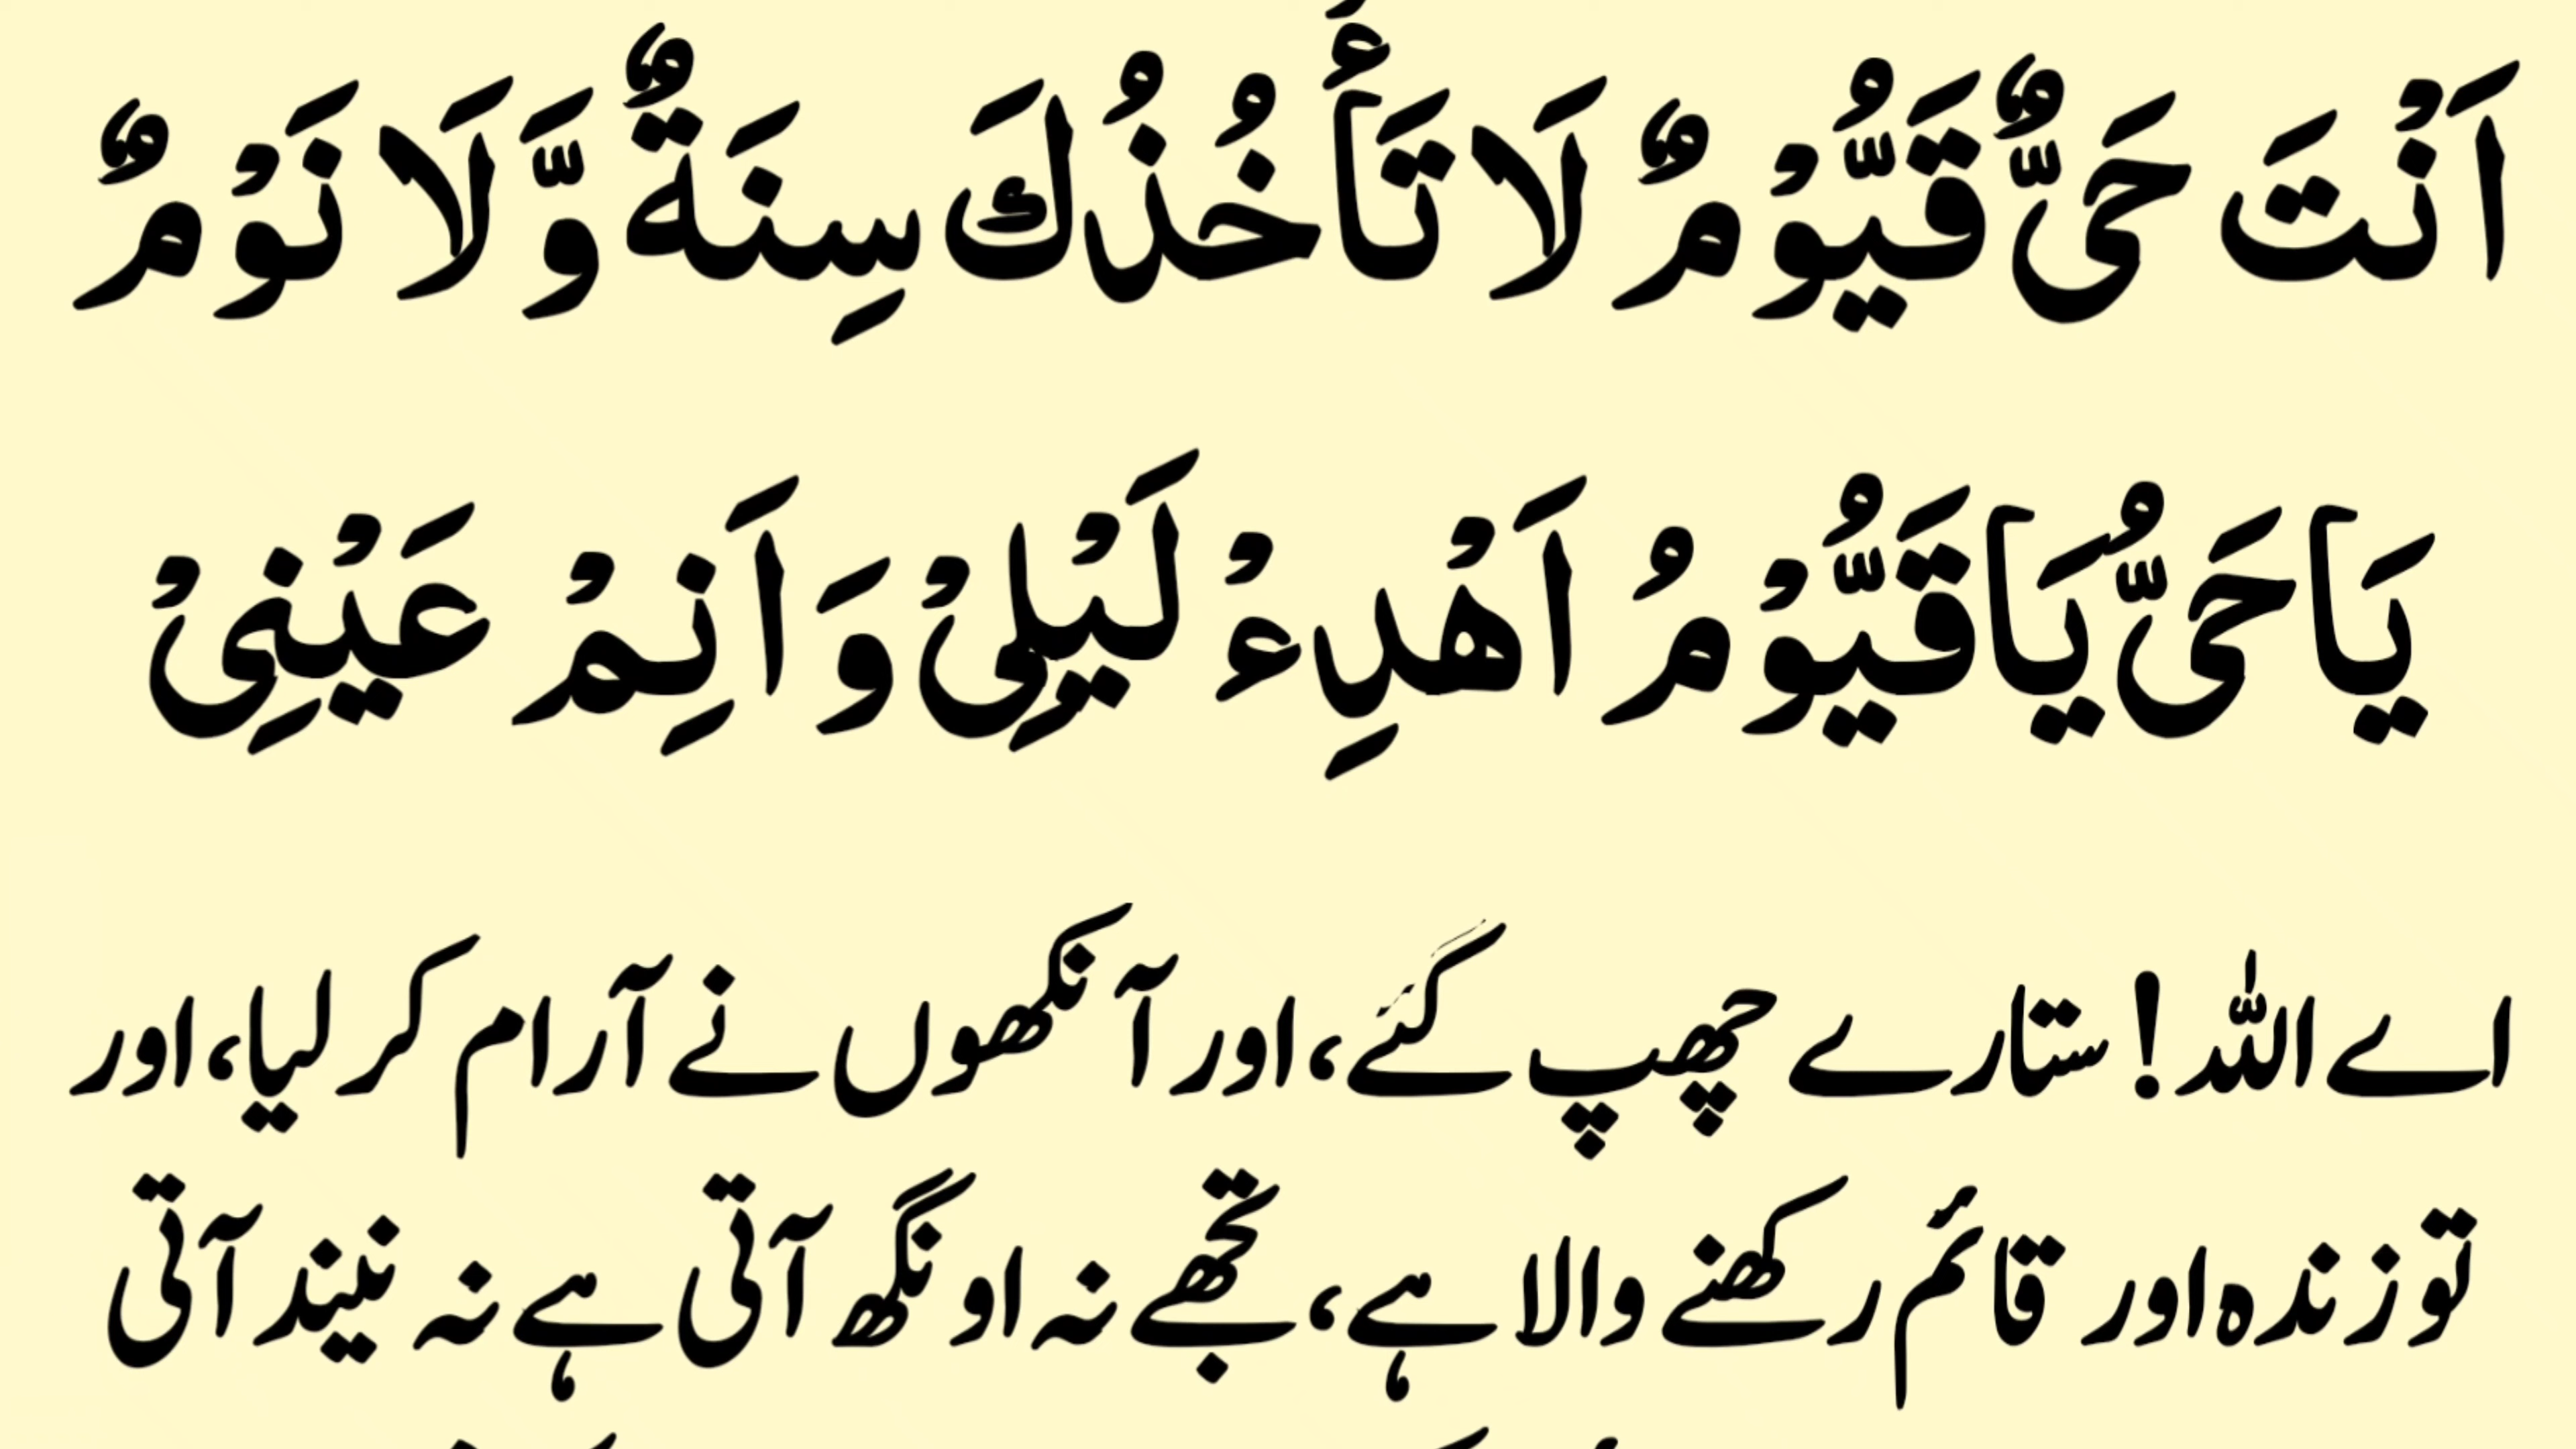 اَنْتَ حَیٌّ قَیُّوْمٌ لَا تَأْخُذُكَ سِنَةٌ وَّلَا نَوْمٌ
يَا حَیُّ يَا قَیُّوْمُ اَهْدِءْ لَيْلِیْ وَ اَنِمْ عَيْنِیْ
اے اللہ! ستارے چھپ گئے، اور آنکھوں نے آرام کر لیا، اور
تو زندہ اور قائم رکھنے والا ہے، تجھے نہ اونگھ آتی ہے نہ نیند آتی